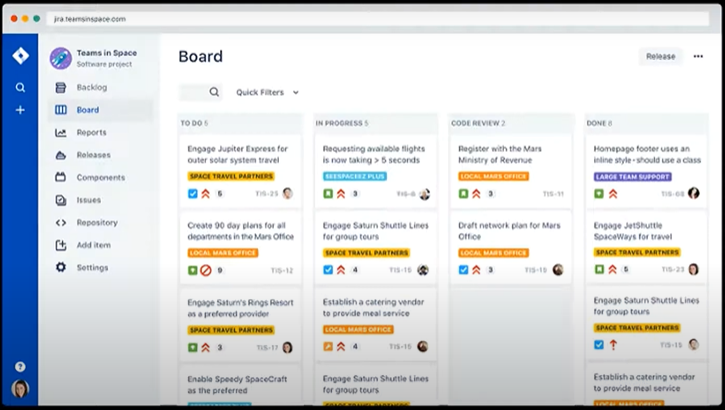 jira.teamsinspace.com
Teams in Space
Software project
Backlog
Board
Reports
Releases
Components
Issues
Repository
Add item
Settings
Board
Release
Quick Filters
TO DO 5
Engage Jupiter Express for
outer solar system travel
SPACE TRAVEL PARTNERS
5
TIS-25
Create 90 day plans for all
departments in the Mars Office
LOCAL MARS OFFICE
9
TIS-12
Engage Saturn's Rings Resort
as a preferred provider
SPACE TRAVEL PARTNERS
3
TIS-17
Enable Speedy SpaceCraft
as the preferred
IN PROGRESS 5
Requesting available flights
is now taking > 5 seconds
SEESPACEEZ PLUS
3
TIS-8
Engage Saturn Shuttle Lines
for group tours
SPACE TRAVEL PARTNERS
4
TIS-15
Establish a catering vendor
to provide meal service
LOCAL MARS OFFICE
4
TIS-15
Engage Saturn Shuttle Lines
for group tours
CODE REVIEW 2
Register with the Mars
Ministry of Revenue
LOCAL MARS OFFICE
3
TIS-11
Draft network plan for Mars
Office
LOCAL MARS OFFICE
3
TIS-15
DONE 8
Homepage footer uses an
inline style - should use a class
LARGE TEAM SUPPORT
TIS-68
Engage JetShuttle
SpaceWays for travel
SPACE TRAVEL PARTNERS
5
TIS-23
Engage Saturn Shuttle Lines
for group tours
SPACE TRAVEL PARTNERS
TIS-15
Establish a catering vendor
to provide meal service
LOCAL MARS OFFICE